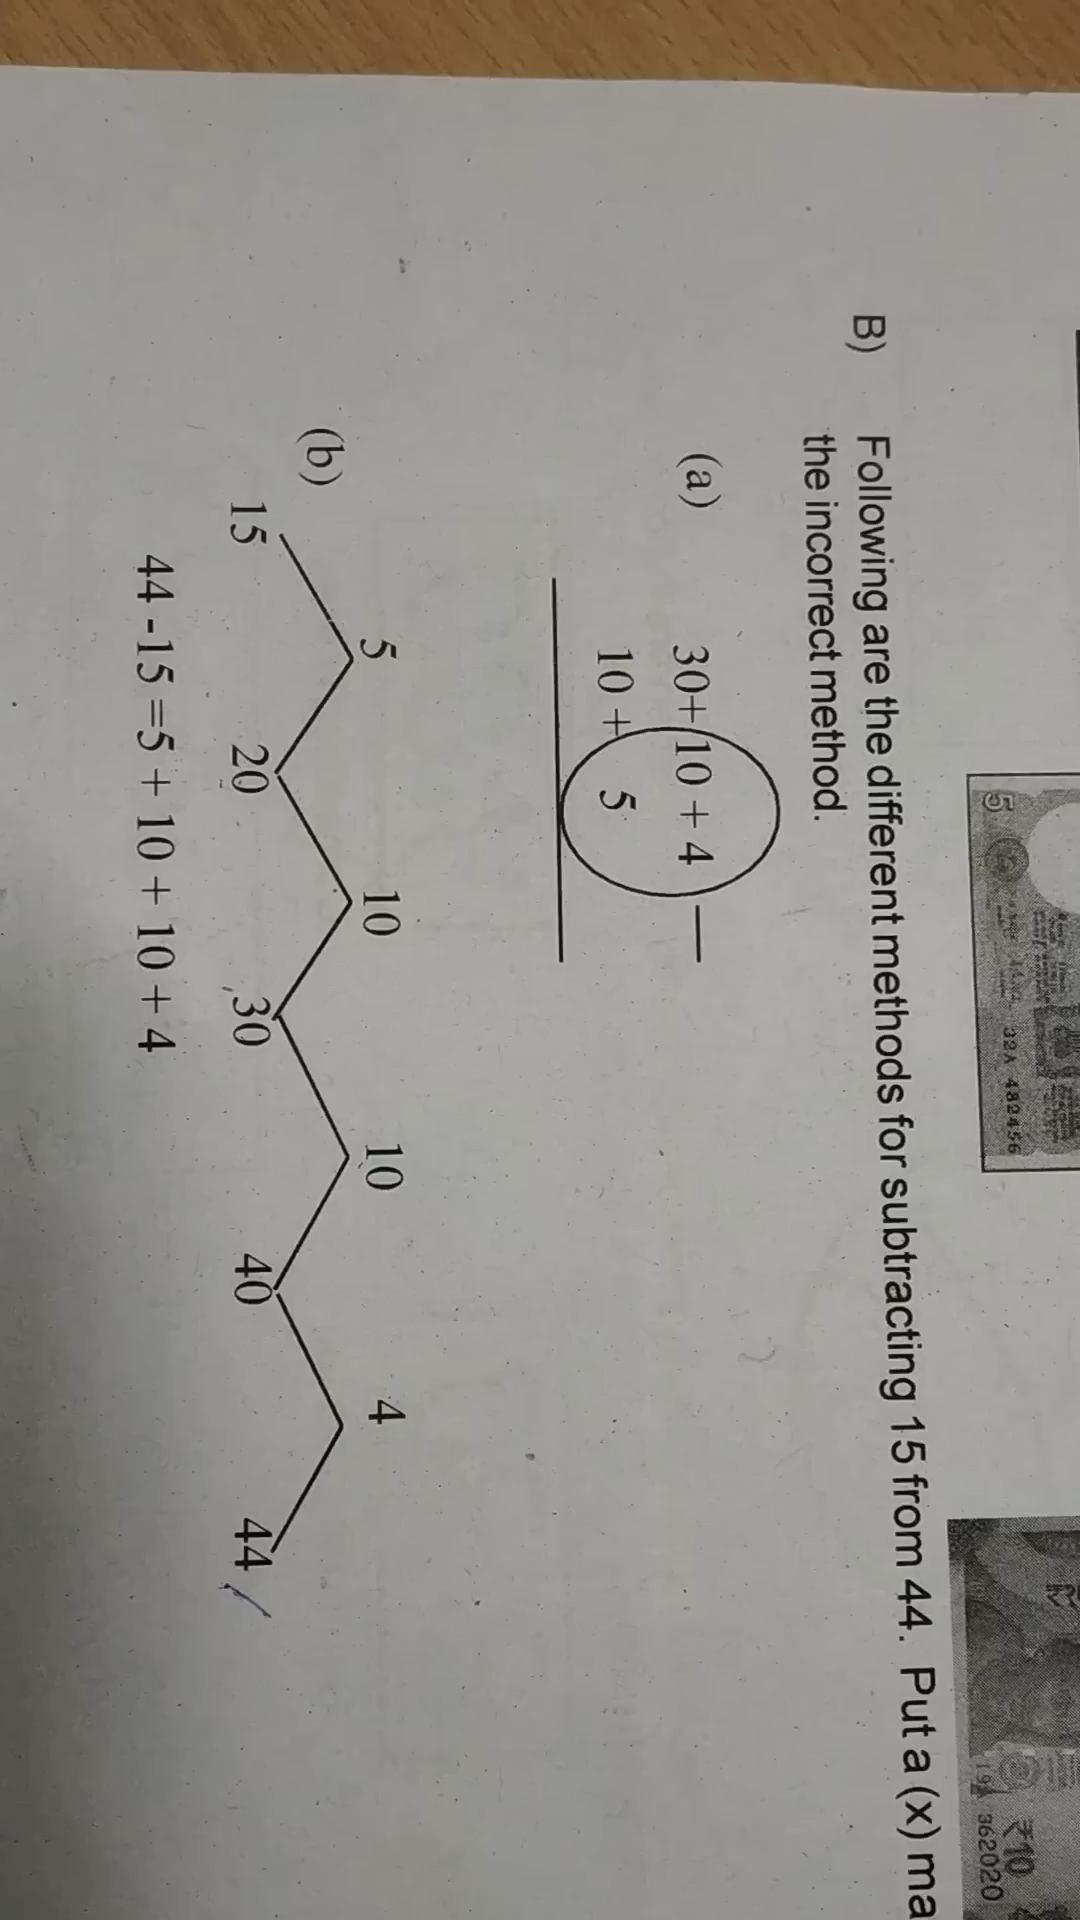 5
32A 482456
₹10
362020
B) Following are the different methods for subtracting 15 from 44. Put a (x) ma
the incorrect method.
(a) 30+ 10 + 4 —
10 + 5
(b)
5 10 10 4
15 20 30 40 44
44 -15 =5 + 10 + 10 + 4